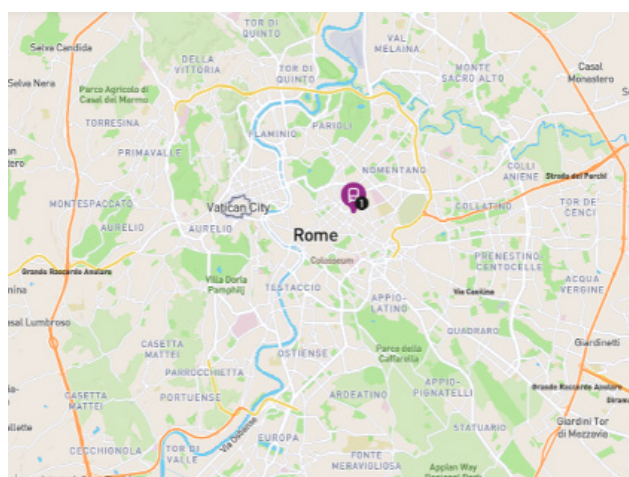 TOR DI
QUINTO
VAL
MELAINA
Selva Candida
DELLA
VITTORIA
TOR DI
QUINTO
MONTE
SACRO ALTO
Casal
Monastero
Selva Nera
Parco Agricolo di
Casal del Marmo
TORRESINA
FLAMINIO
PARIOLI
PRIMAVALLE
NOMENTANO
COLLI
ANIENE
Strada dei Parchi
MONTESPACCATO
Vatican City
1
COLLATINO
TOR DE'
CENCI
AURELIO
AURELIO
Rome
Colosseum
PRENESTINO
CENTOCELLE
Grande Raccordo Anulare
Villa Doria
Pamphilj
TESTACCIO
ACQUA
VERGINE
Via Casilina
APPIO-
LATINO
QUADRARO
CASETTA
MATTEI
Giardinetti
OSTIENSE
Parco della
Caffarella
PARROCCHIETTA
APPIO-
PIGNATELLI
Grande Raccordo Anulare
CASETTA
MATTEI
PORTUENSE
ARDEATINO
Via Ostiense
STATUARIO
Giardini Tor
di Mezzavia
CECCHIGNOLA
TOR DI
VALLE
EUROPA
FONTE
MERAVIGLIOSA
Appian Way